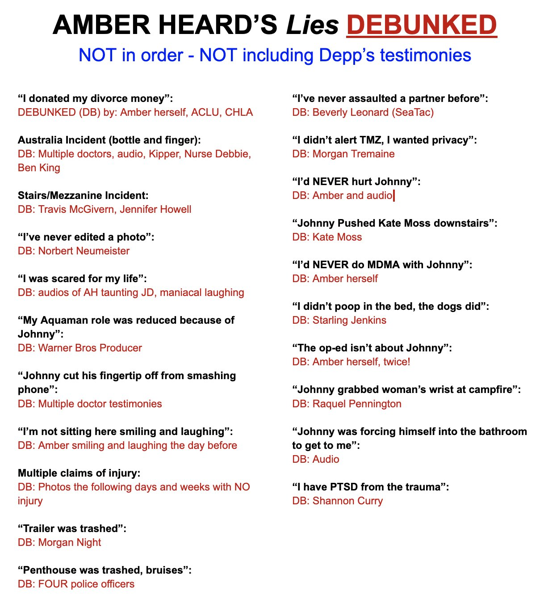 AMBER HEARD'S Lies DEBUNKED
NOT in order - NOT including Depp's testimonies
“I donated my divorce money”:
DEBUNKED (DB) by: Amber herself, ACLU, CHLA
Australia Incident (bottle and finger):
DB: Multiple doctors, audio, Kipper, Nurse Debbie,
Ben King
Stairs/Mezzanine Incident:
DB: Travis McGivern, Jennifer Howell
“I've never edited a photo”:
DB: Norbert Neumeister
“I was scared for my life”:
DB: audios of AH taunting JD, maniacal laughing
“My Aquaman role was reduced because of
Johnny”:
DB: Warner Bros Producer
“Johnny cut his fingertip off from smashing
phone”:
DB: Multiple doctor testimonies
“I'm not sitting here smiling and laughing”:
DB: Amber smiling and laughing the day before
Multiple claims of injury:
DB: Photos the following days and weeks with NO
injury
“Trailer was trashed”:
DB: Morgan Night
“Penthouse was trashed, bruises”:
DB: FOUR police officers
“I've never assaulted a partner before”:
DB: Beverly Leonard (SeaTac)
“I didn't alert TMZ, I wanted privacy”:
DB: Morgan Tremaine
“I'd NEVER hurt Johnny”:
DB: Amber and audio
“Johnny Pushed Kate Moss downstairs”:
DB: Kate Moss
“I'd NEVER do MDMA with Johnny”:
DB: Amber herself
“I didn't poop in the bed, the dogs did”:
DB: Starling Jenkins
“The op-ed isn't about Johnny”:
DB: Amber herself, twice!
“Johnny grabbed woman's wrist at campfire”:
DB: Raquel Pennington
“Johnny was forcing himself into the bathroom
to get to me”:
DB: Audio
“I have PTSD from the trauma”:
DB: Shannon Curry